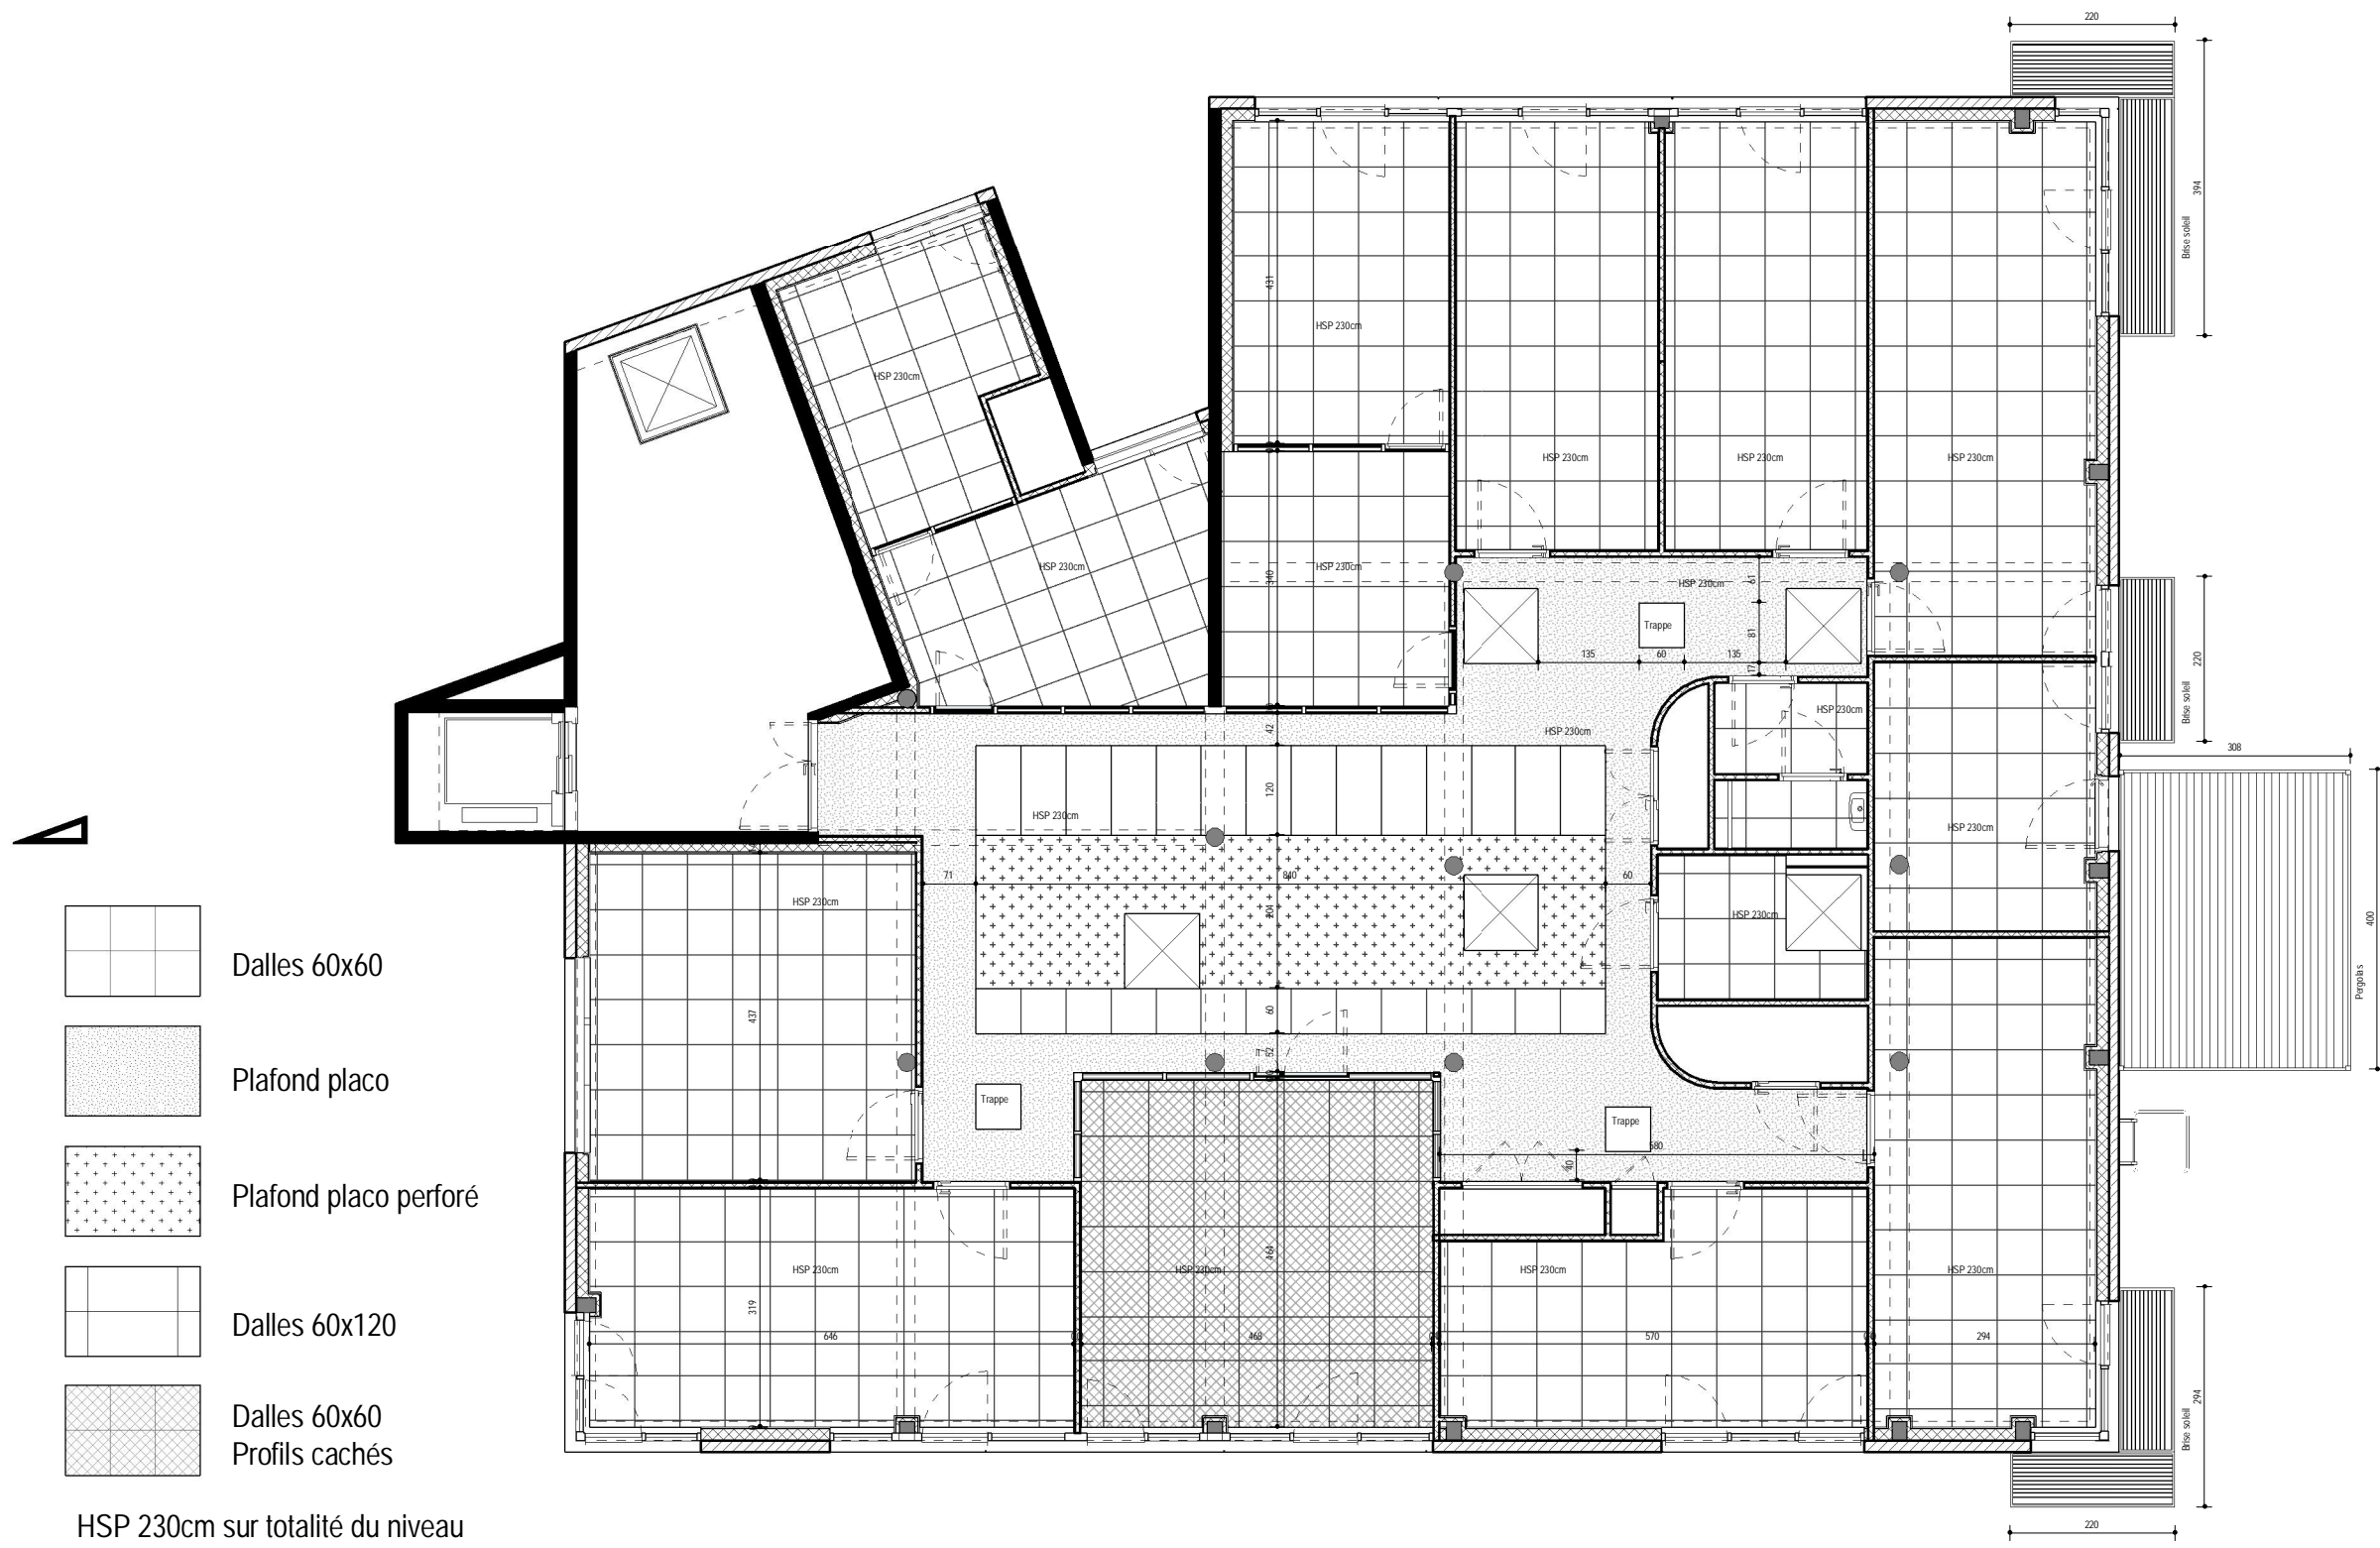 220
394
Brise soleil
431
HSP 230cm
HSP 230cm
HSP 230cm
HSP 230cm
HSP 230cm
HSP 230cm
340
HSP 230cm
HSP 230cm
61
Trappe
81
135
60
135
17
220
Brise soleil
HSP 230cm
HSP 230cm
42
308
120
HSP 230cm
HSP 230cm
71
840
60
HSP 230cm
204
HSP 230cm
400
Pergolas
437
60
52
Trappe
Trappe
580
40
HSP 230cm
HSP 230cm
HSP 230cm
HSP 230cm
464
319
646
468
570
294
294
Brise soleil
220
Dalles 60x60
Plafond placo
Plafond placo perforé
Dalles 60x120
Dalles 60x60
Profils cachés
HSP 230cm sur totalité du niveau